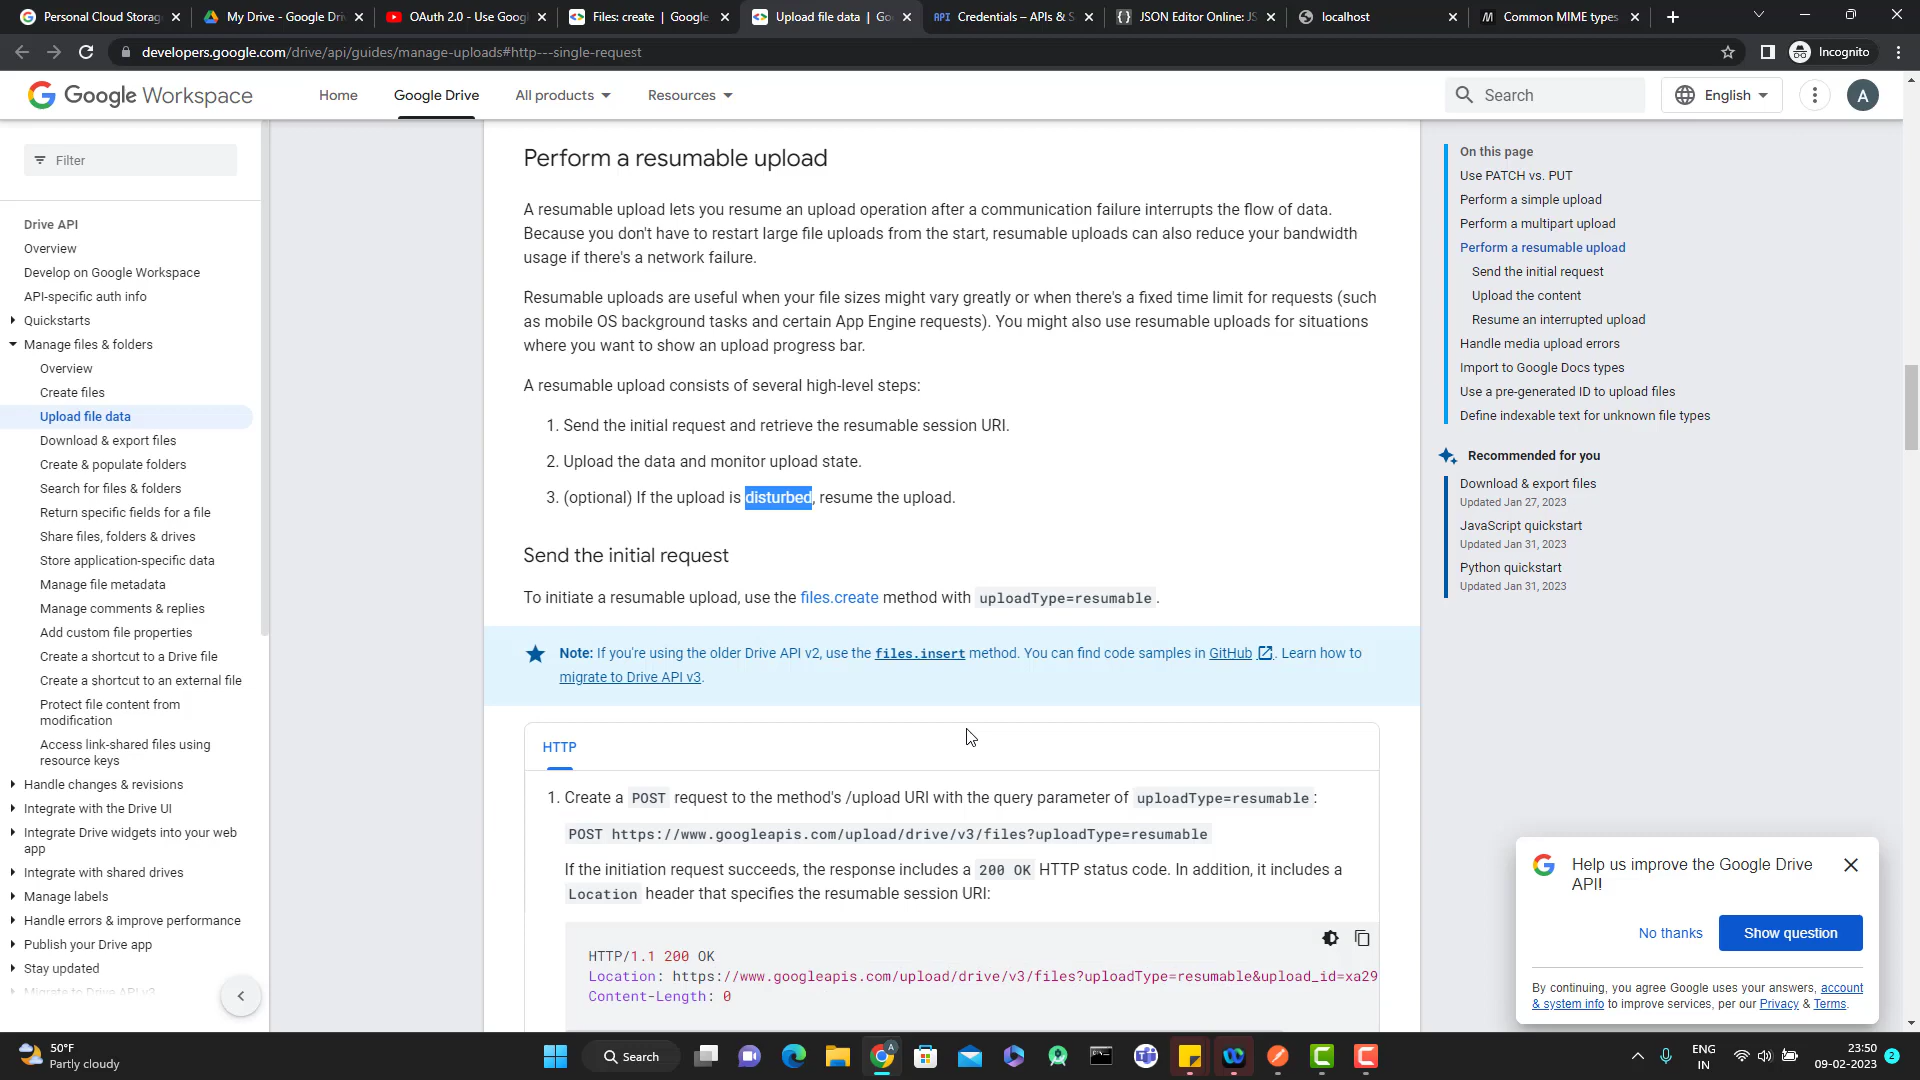 Personal Cloud Storag
My Drive - Google Dri
OAuth 2.0 - Use Googl
Files: create | Google
Upload file data | Go
API Credentials – APIs & S
JSON Editor Online: JS
localhost
M Common MIME types
developers.google.com/drive/api/guides/manage-uploads#http---single-request
Incognito
Google Workspace
Home
Google Drive
All products
Resources
Search
English
A
Filter
Drive API
Overview
Develop on Google Workspace
API-specific auth info
Quickstarts
Manage files & folders
Overview
Create files
Upload file data
Download & export files
Create & populate folders
Search for files & folders
Return specific fields for a file
Share files, folders & drives
Store application-specific data
Manage file metadata
Manage comments & replies
Add custom file properties
Create a shortcut to a Drive file
Create a shortcut to an external file
Protect file content from
modification
Access link-shared files using
resource keys
Handle changes & revisions
Integrate with the Drive UI
Integrate Drive widgets into your web
app
Integrate with shared drives
Manage labels
Handle errors & improve performance
Publish your Drive app
Stay updated
Migrate to Drive API v3
Perform a resumable upload
A resumable upload lets you resume an upload operation after a communication failure interrupts the flow of data.
Because you don't have to restart large file uploads from the start, resumable uploads can also reduce your bandwidth
usage if there's a network failure.
Resumable uploads are useful when your file sizes might vary greatly or when there's a fixed time limit for requests (such
as mobile OS background tasks and certain App Engine requests). You might also use resumable uploads for situations
where you want to show an upload progress bar.
A resumable upload consists of several high-level steps:
1. Send the initial request and retrieve the resumable session URI.
2. Upload the data and monitor upload state.
3. (optional) If the upload is disturbed, resume the upload.
Send the initial request
To initiate a resumable upload, use the files.create method with uploadType=resumable.
Note: If you're using the older Drive API v2, use the files.insert method. You can find code samples in GitHub. Learn how to
migrate to Drive API v3.
HTTP
1. Create a POST request to the method's /upload URI with the query parameter of uploadType=resumable:
POST https://www.googleapis.com/upload/drive/v3/files?uploadType=resumable
If the initiation request succeeds, the response includes a 200 OK HTTP status code. In addition, it includes a
Location header that specifies the resumable session URI:
HTTP/1.1 200 OK
Location: https://www.googleapis.com/upload/drive/v3/files?uploadType=resumable&upload_id=xa29
Content-Length: 0
On this page
Use PATCH vs. PUT
Perform a simple upload
Perform a multipart upload
Perform a resumable upload
Send the initial request
Upload the content
Resume an interrupted upload
Handle media upload errors
Import to Google Docs types
Use a pre-generated ID to upload files
Define indexable text for unknown file types
Recommended for you
Download & export files
Updated Jan 27, 2023
JavaScript quickstart
Updated Jan 31, 2023
Python quickstart
Updated Jan 31, 2023
Help us improve the Google Drive
API!
No thanks
Show question
By continuing, you agree Google uses your answers, account
& system info to improve services, per our Privacy & Terms.
50°F
Partly cloudy
Search
ENG
IN
23:50
09-02-2023
2